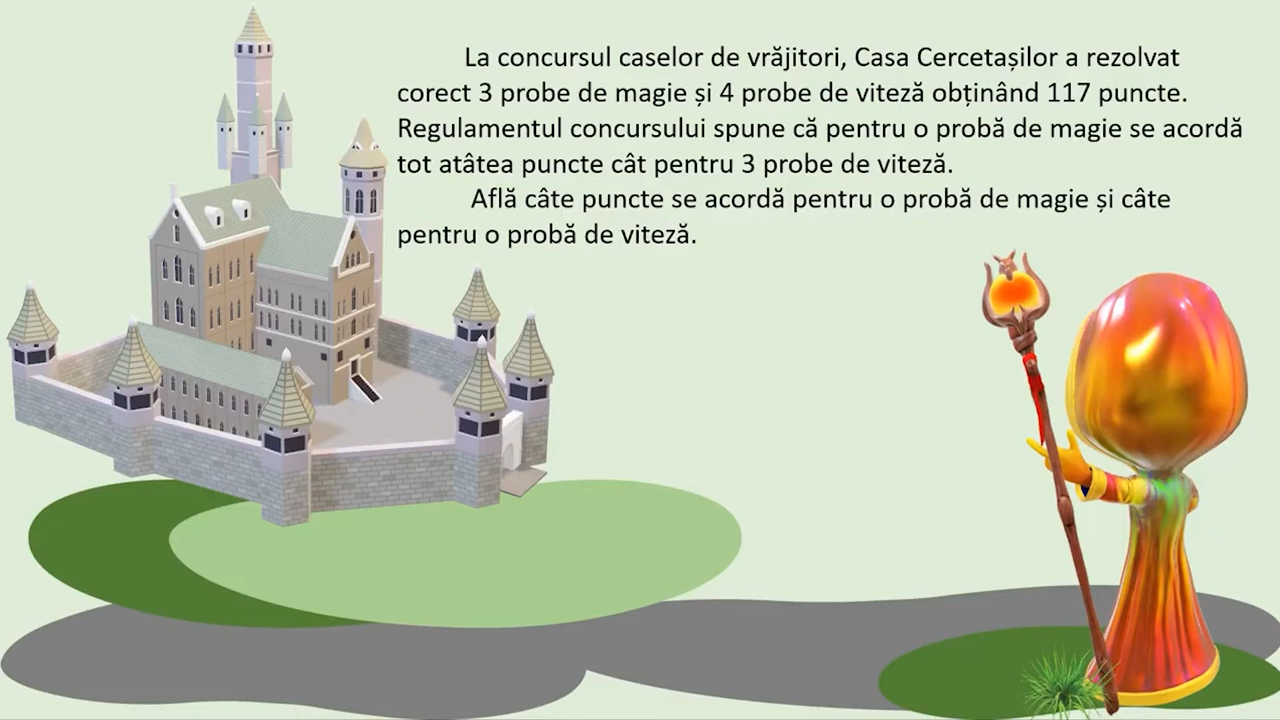 La concursul caselor de vrăjitori, Casa Cercetașilor a rezolvat
corect 3 probe de magie și 4 probe de viteză obținând 117 puncte.
Regulamentul concursului spune că pentru o probă de magie se acordă
tot atâtea puncte cât pentru 3 probe de viteză.
Află câte puncte se acordă pentru o probă de magie și câte
pentru o probă de viteză.